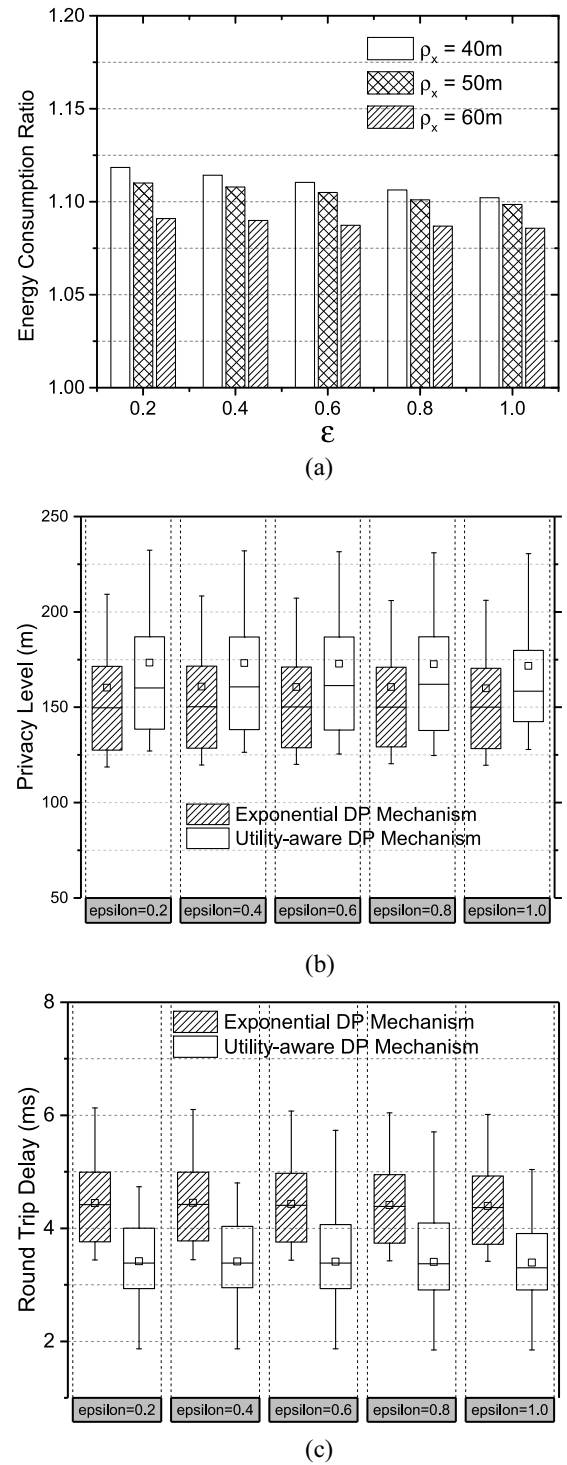 1.20
1.15
1.10
1.05
1.00
Energy Consumption Ratio
ρx = 40m
ρx = 50m
ρx = 60m
0.2 0.4 0.6 0.8 1.0
ε
(a)
250
200
150
100
50
Privacy Level (m)
Exponential DP Mechanism
Utility-aware DP Mechanism
epsilon=0.2 epsilon=0.4 epsilon=0.6 epsilon=0.8 epsilon=1.0
(b)
8
6
4
2
Round Trip Delay (ms)
Exponential DP Mechanism
Utility-aware DP Mechanism
epsilon=0.2 epsilon=0.4 epsilon=0.6 epsilon=0.8 epsilon=1.0
(c)